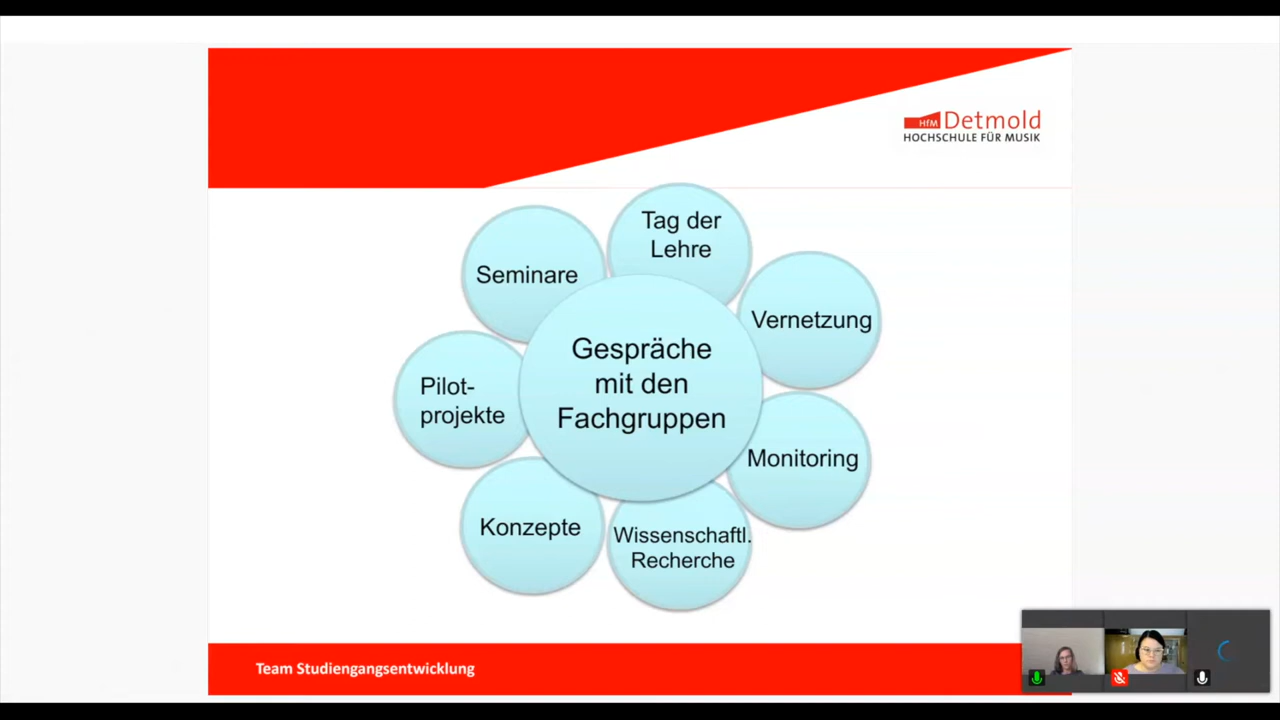 HfM Detmold
HOCHSCHULE FÜR MUSIK
Tag der
Lehre
Seminare
Vernetzung
Gespräche
mit den
Fachgruppen
Pilot-
projekte
Monitoring
Konzepte
Wissenschaftl.
Recherche
Team Studiengangsentwicklung